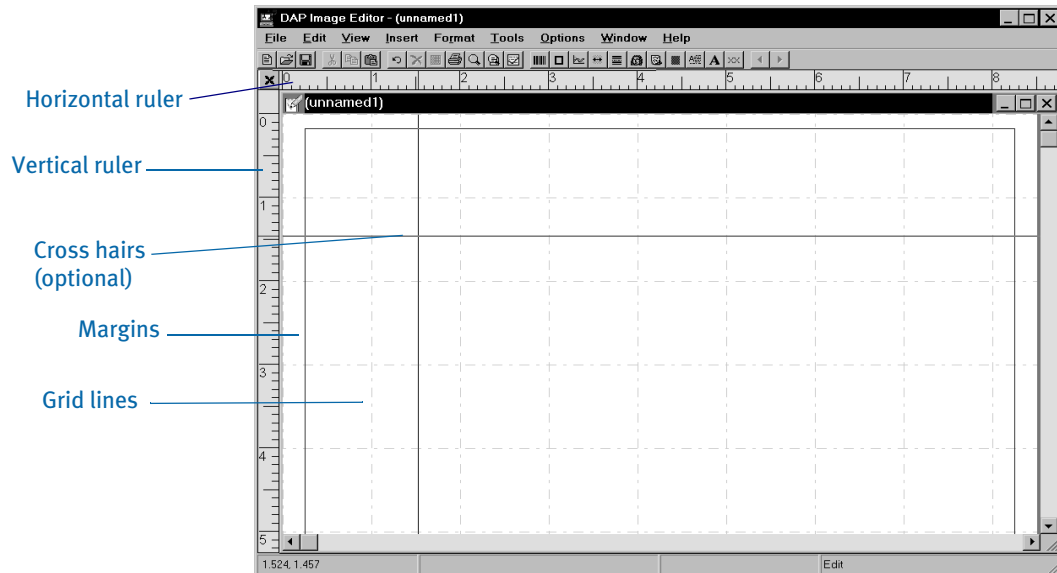 DAP Image Editor - (unnamed1)
File Edit View Insert Format Tools Options Window Help
0 1 2 3 4 5 6 7 8
Horizontal ruler
(unnamed1)
0
Vertical ruler
1
Cross hairs
(optional)
2
Margins
3
Grid lines
4
5
1.524, 1.457 Edit